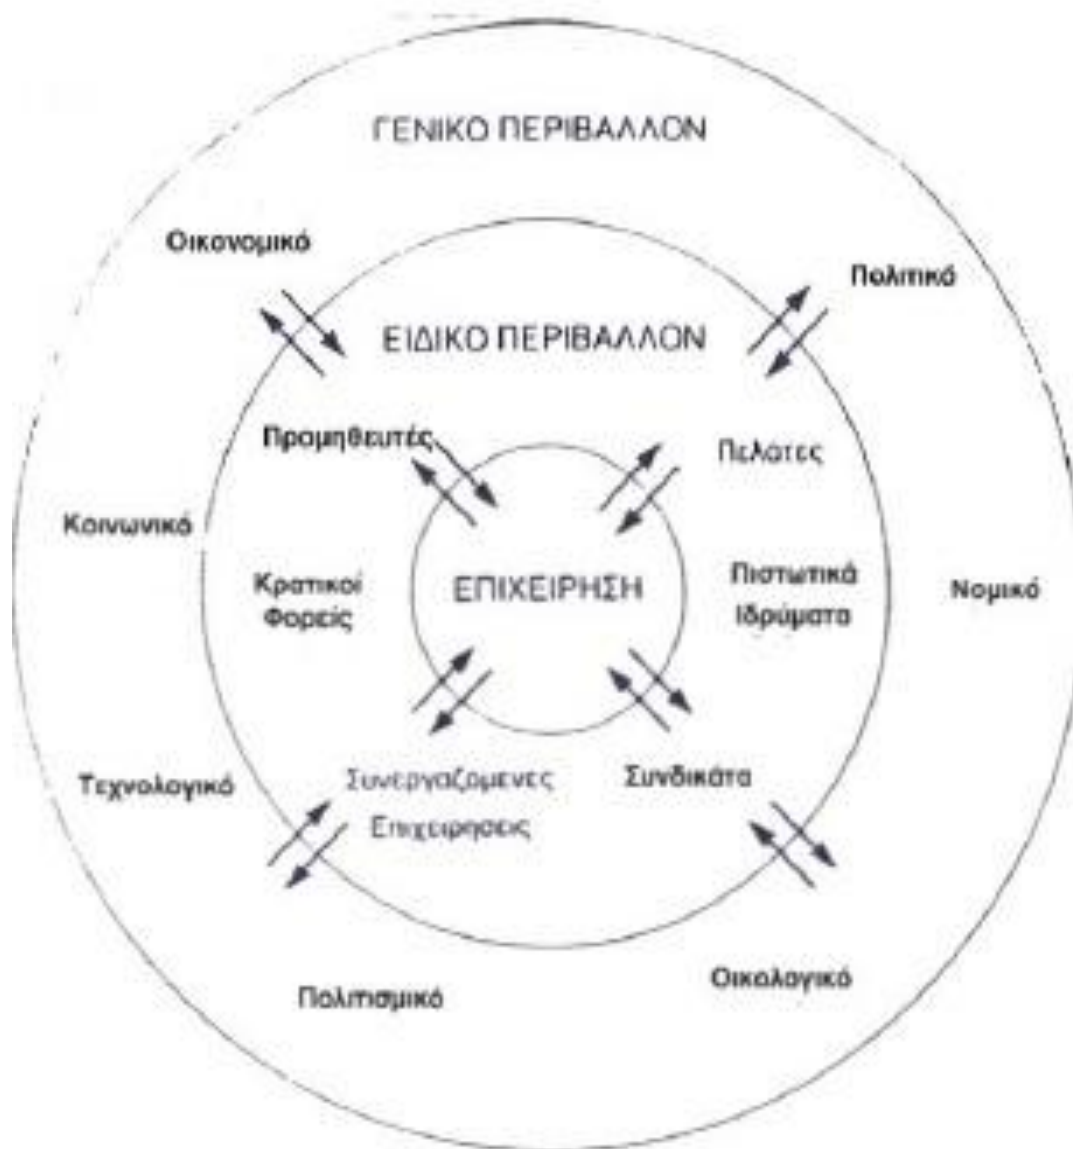 ΓΕΝΙΚΟ ΠΕΡΙΒΑΛΛΟΝ
Οικονομικό
Πολιτικό
ΕΙΔΙΚΟ ΠΕΡΙΒΑΛΛΟΝ
Προμηθευτές
Πελάτες
Κοινωνικό
Κρατικοί
Φορείς
ΕΠΙΧΕΙΡΗΣΗ
Πιστωτικά
Ιδρύματα
Νομικό
Τεχνολογικό
Συνεργαζομενες
Επιχειρησεις
Συνδικάτα
Πολιτισμικό
Οικολογικό